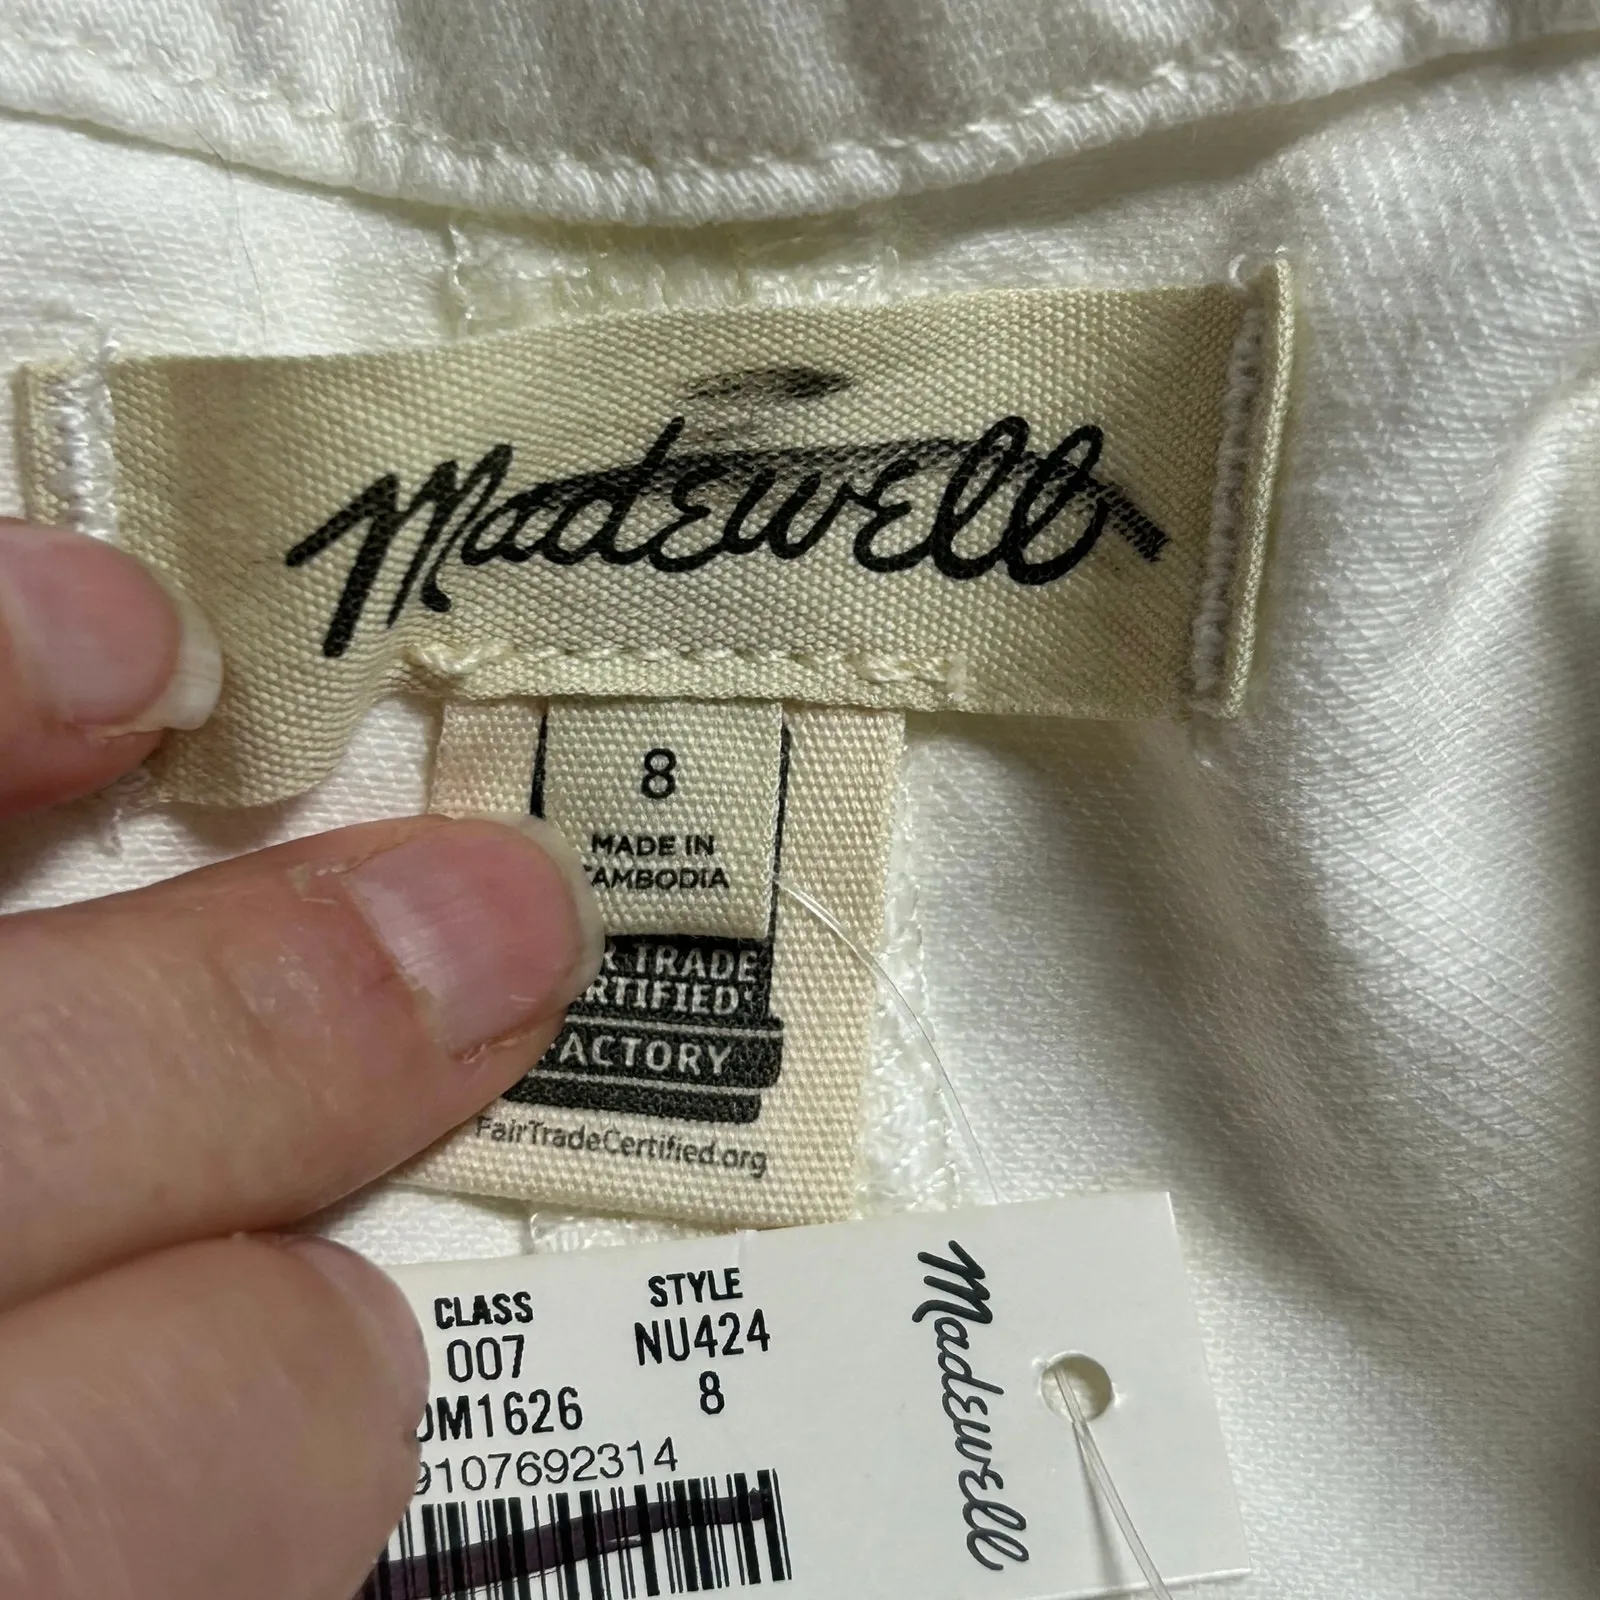 Madewell
8
MADE IN
CAMBODIA
TRADE
CERTIFIED
FACTORY
FairTradeCertified.org
CLASS STYLE
007 NU424
8
Madewell